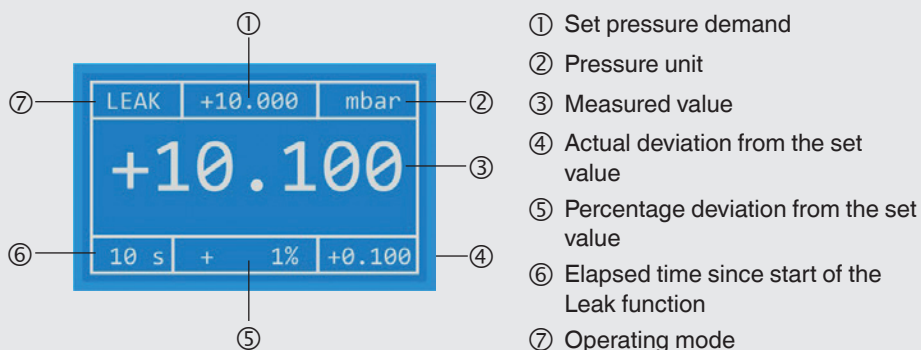 ①
⑦ LEAK +10.000 mbar ②
+10.100 ③
⑥ 10 s + 1% +0.100 ④
⑤
① Set pressure demand
② Pressure unit
③ Measured value
④ Actual deviation from the set
value
⑤ Percentage deviation from the set
value
⑥ Elapsed time since start of the
Leak function
⑦ Operating mode